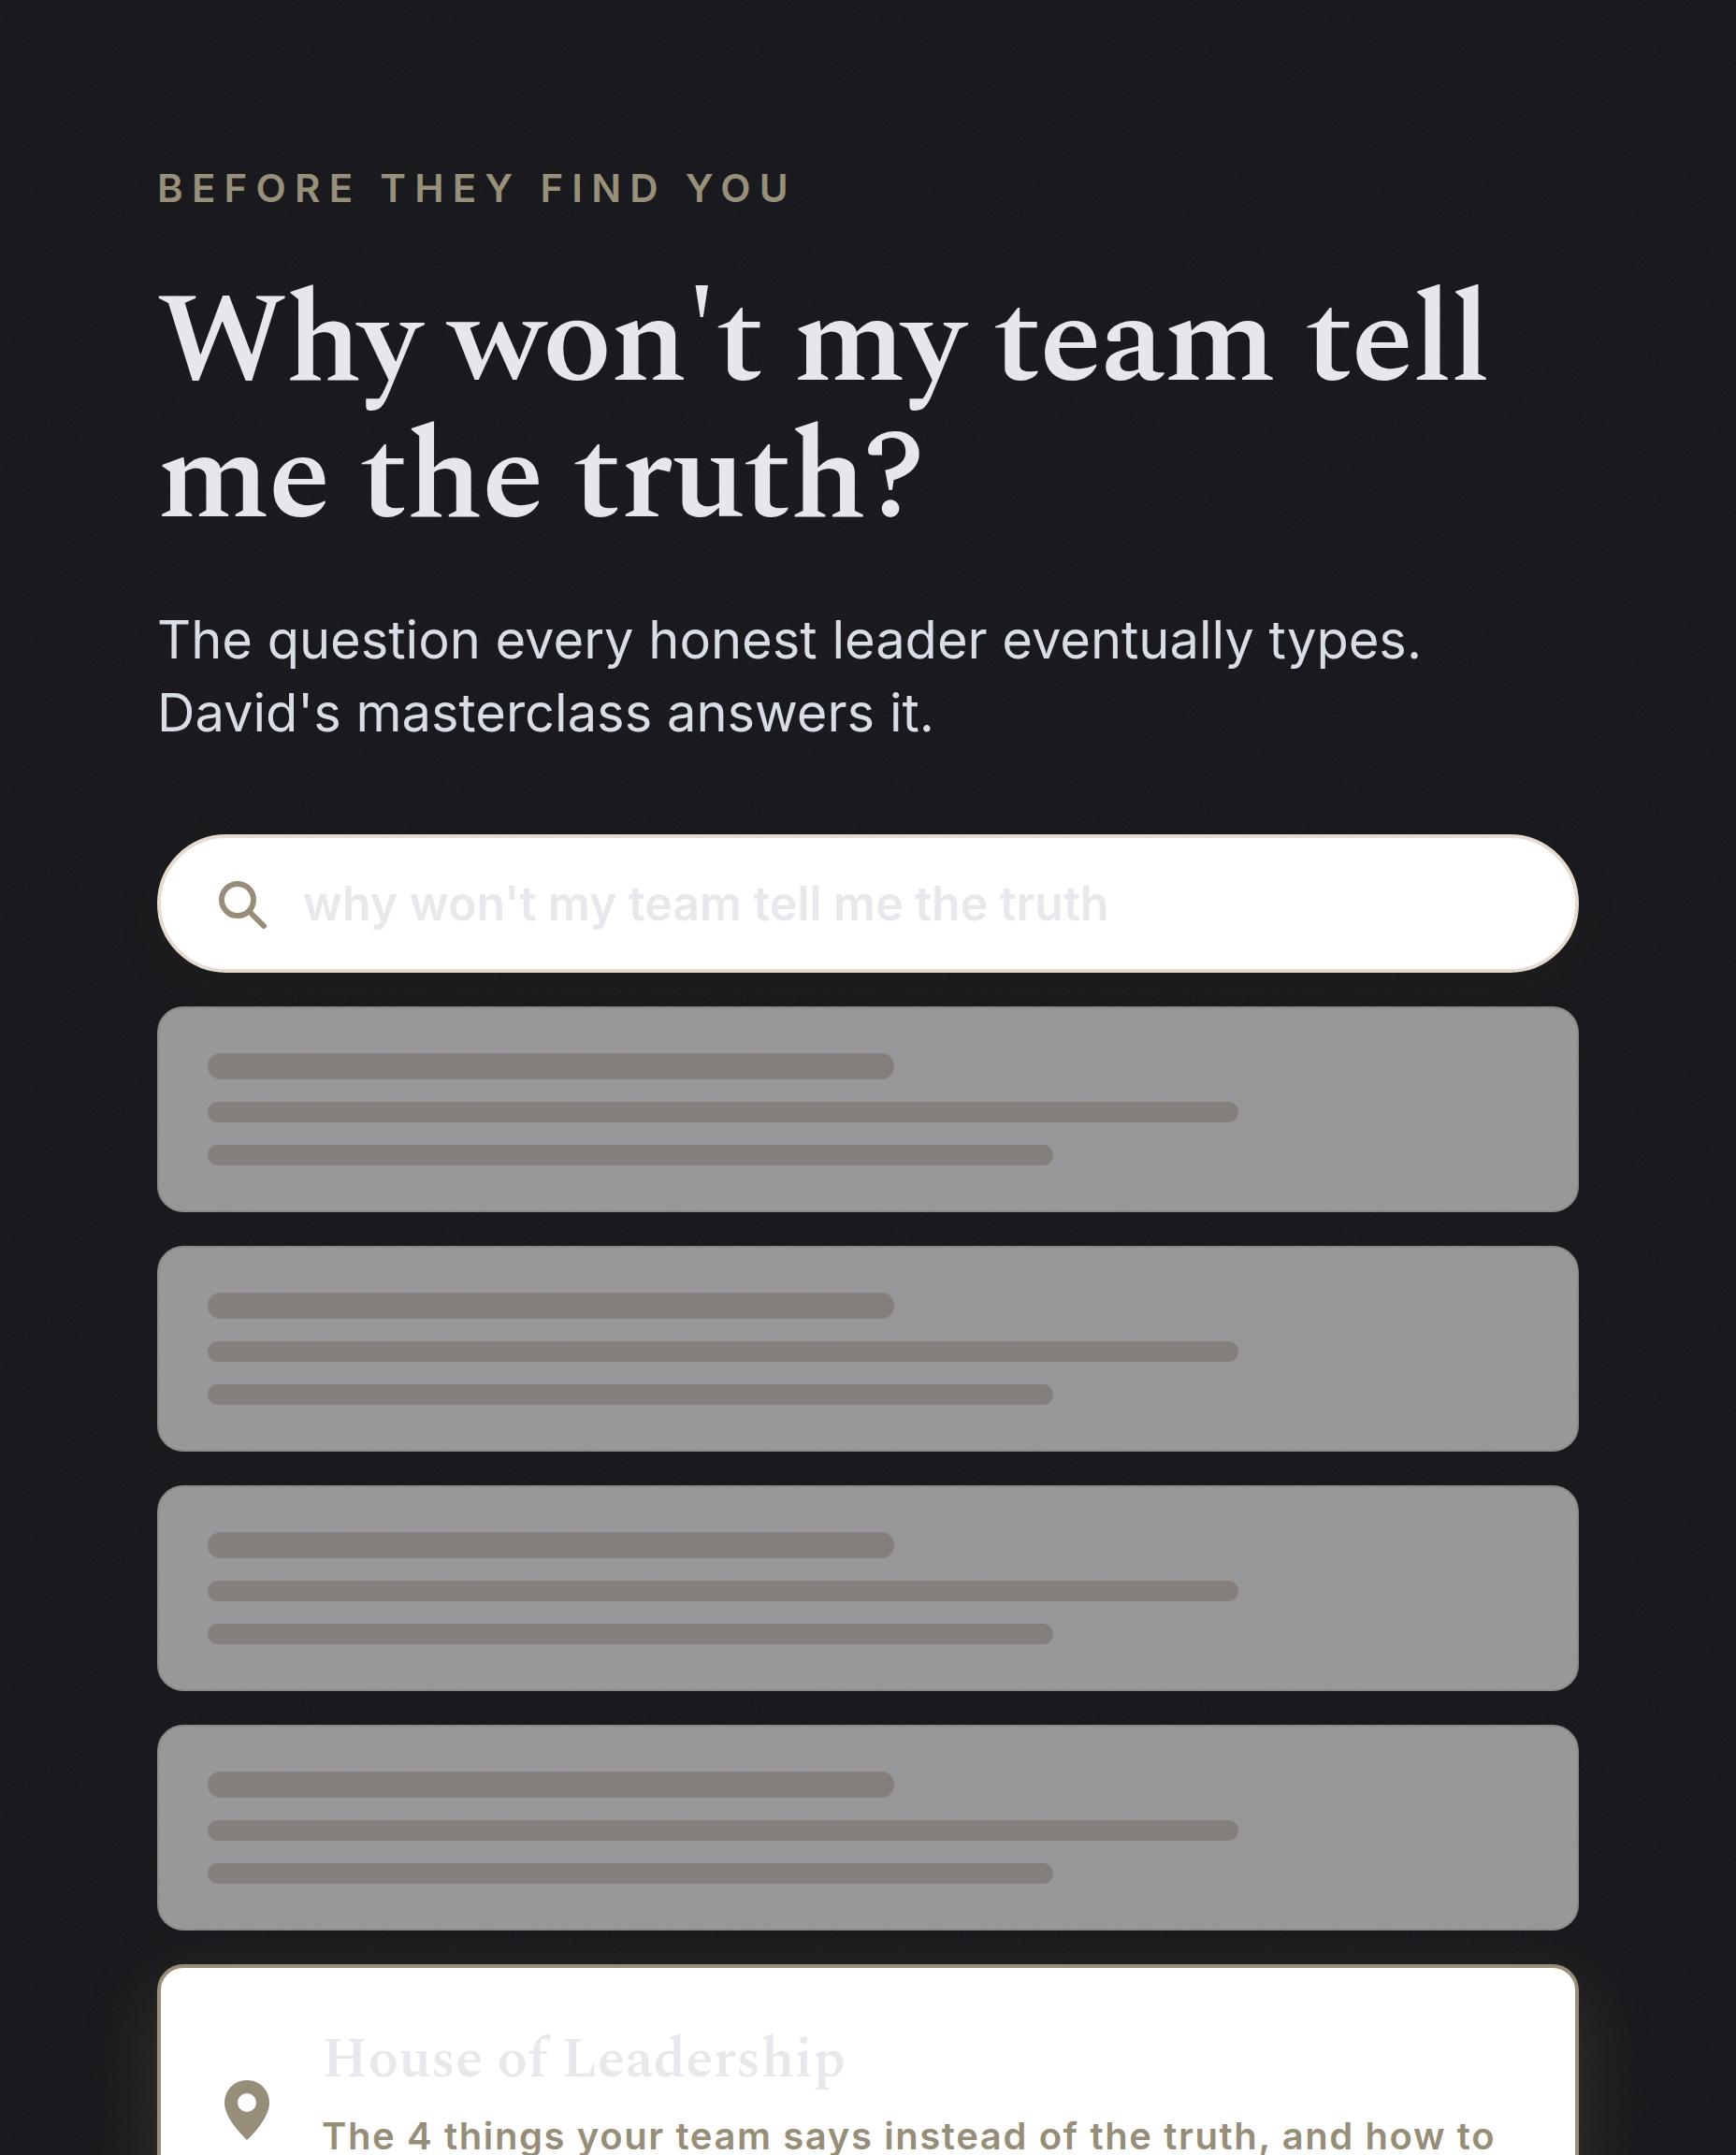 BEFORE THEY FIND YOU
Why won't my team tell
me the truth?
The question every honest leader eventually types.
David's masterclass answers it.
why won't my team tell me the truth
House of Leadership
The 4 things your team says instead of the truth, and how to